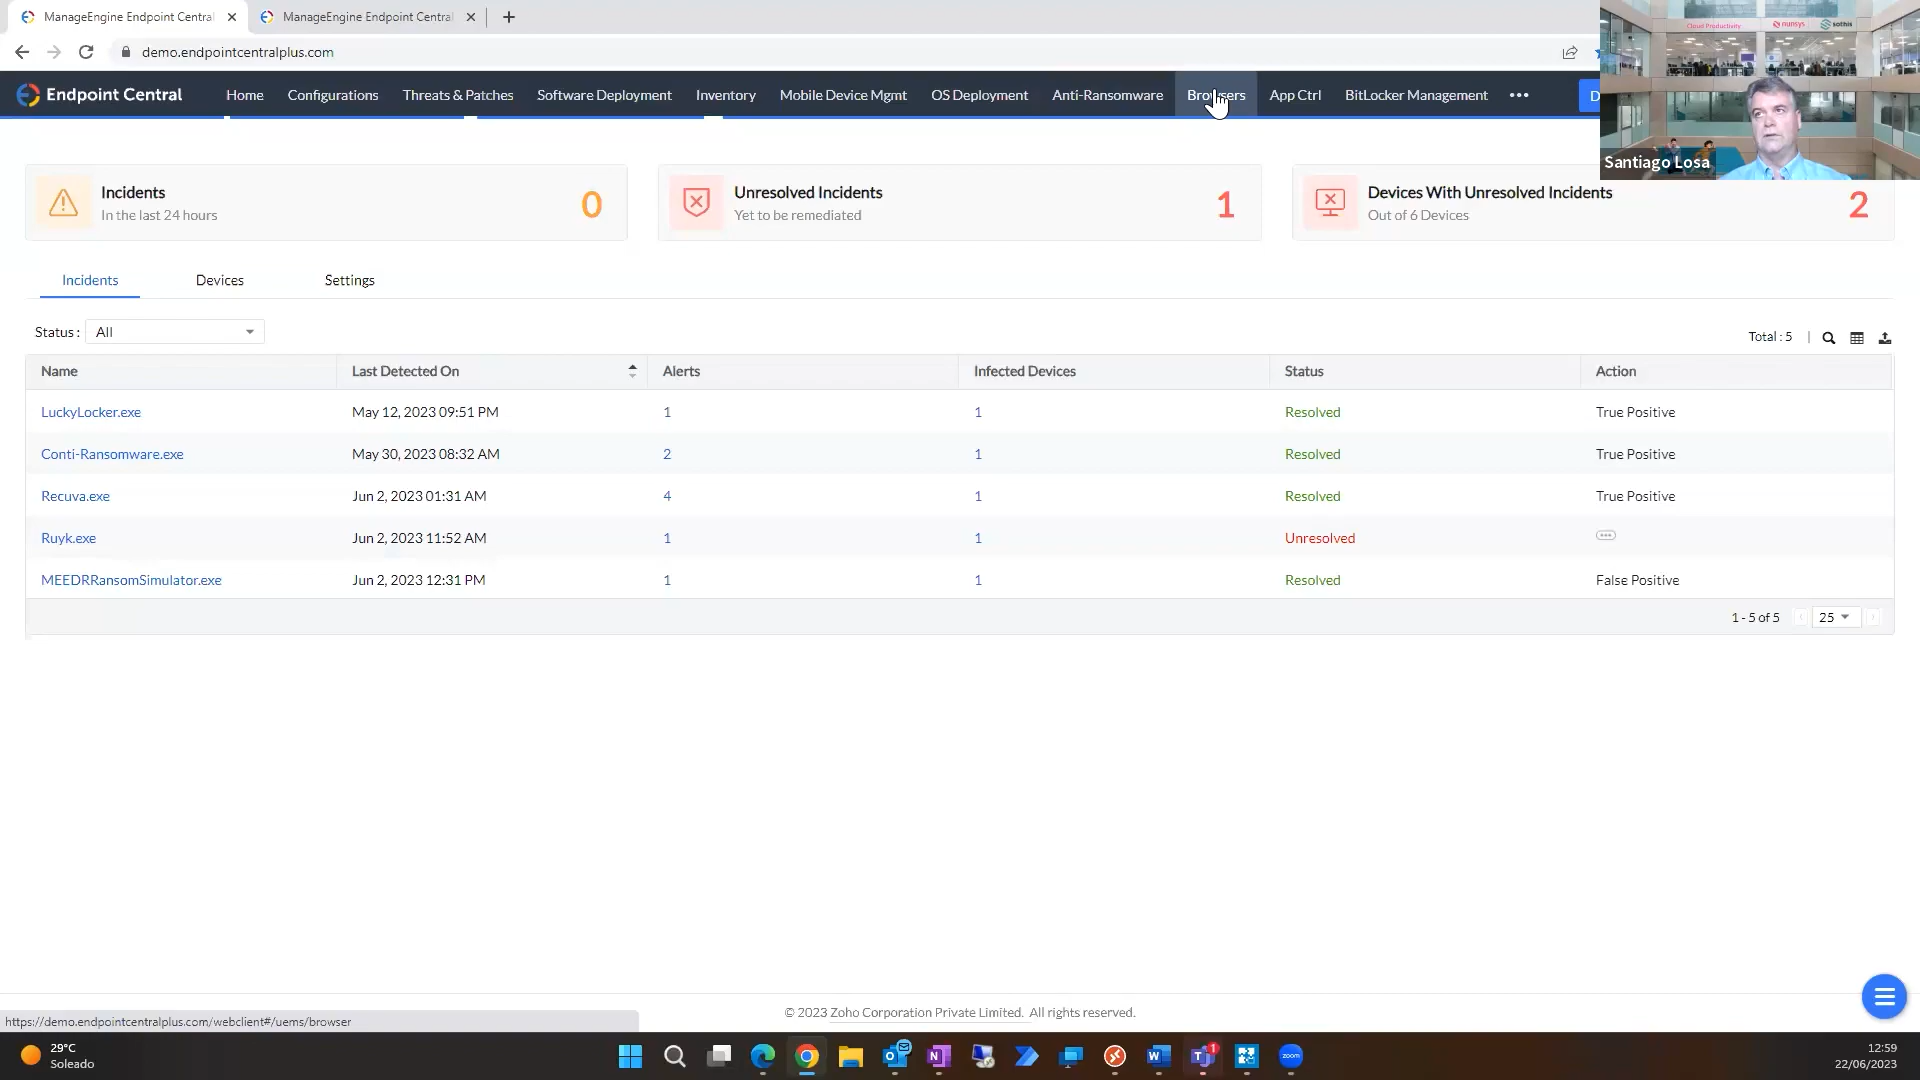 ManageEngine Endpoint Central
ManageEngine Endpoint Central
demo.endpointcentralplus.com
Cloud Productivity nunsys sothis
Endpoint Central Home Configurations Threats & Patches Software Deployment Inventory Mobile Device Mgmt OS Deployment Anti-Ransomware Browsers App Ctrl BitLocker Management ••• D
Santiago Losa
Incidents
In the last 24 hours
0
Unresolved Incidents
Yet to be remediated
1
Devices With Unresolved Incidents
Out of 6 Devices
2
Incidents Devices Settings
Status : All
Total : 5
Name Last Detected On Alerts Infected Devices Status Action
LuckyLocker.exe May 12, 2023 09:51 PM 1 1 Resolved True Positive
Conti-Ransomware.exe May 30, 2023 08:32 AM 2 1 Resolved True Positive
Recuva.exe Jun 2, 2023 01:31 AM 4 1 Resolved True Positive
Ruyk.exe Jun 2, 2023 11:52 AM 1 1 Unresolved
MEEDRRansomSimulator.exe Jun 2, 2023 12:31 PM 1 1 Resolved False Positive
1 - 5 of 5 25
© 2023 Zoho Corporation Private Limited. All rights reserved.
https://demo.endpointcentralplus.com/webclient#/uems/browser
29°C
Soleado
zoom
1
12:59
22/06/2023